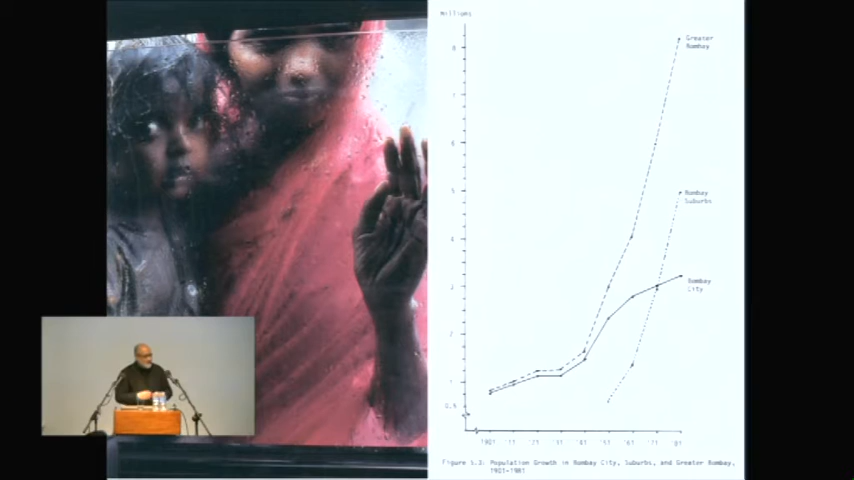 Millions
Greater
Bombay
8
7
6
5
Bombay
Suburbs
4
3
Bombay
City
2
1
0.5
1901 '11 '21 '31 '41 '51 '61 '71 '81
Figure 5.3: Population Growth in Bombay City, Suburbs, and Greater Bombay,
1901-1981